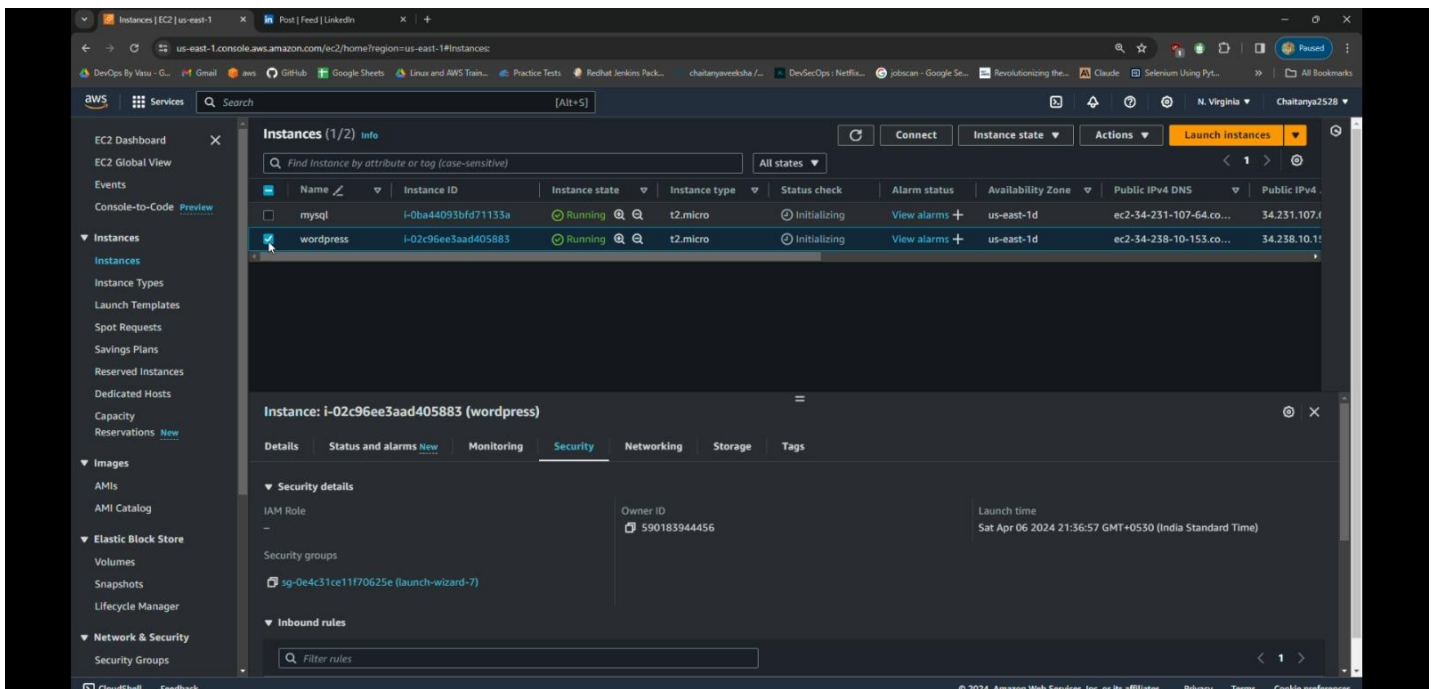 Instances | EC2 | us-east-1
Post | Feed | LinkedIn
us-east-1.console.aws.amazon.com/ec2/home?region=us-east-1#Instances:
Paused
DevOps By Vasu - G... Gmail aws GitHub Google Sheets Linux and AWS Train... Practice Tests Redhat Jenkins Pack... chaitanyaveeksha /... DevSecOps : Netflix... jobscan - Google Se... Revolutionizing the... Claude Selenium Using Pyt... » All Bookmarks
aws Services Search [Alt+S] N. Virginia Chaitanya2528
EC2 Dashboard
EC2 Global View
Events
Console-to-Code Preview
Instances
Instances
Instance Types
Launch Templates
Spot Requests
Savings Plans
Reserved Instances
Dedicated Hosts
Capacity
Reservations New
Images
AMIs
AMI Catalog
Elastic Block Store
Volumes
Snapshots
Lifecycle Manager
Network & Security
Security Groups
Instances (1/2) Info Connect Instance state Actions Launch instances
Find Instance by attribute or tag (case-sensitive) All states 1
Name Instance ID Instance state Instance type Status check Alarm status Availability Zone Public IPv4 DNS Public IPv4
mysql i-0ba44093bfd71133a Running t2.micro Initializing View alarms + us-east-1d ec2-34-231-107-64.co... 34.231.107.
wordpress i-02c96ee3aad405883 Running t2.micro Initializing View alarms + us-east-1d ec2-34-238-10-153.co... 34.238.10.1
Instance: i-02c96ee3aad405883 (wordpress)
Details Status and alarms New Monitoring Security Networking Storage Tags
Security details
IAM Role Owner ID Launch time
– 590183944456 Sat Apr 06 2024 21:36:57 GMT+0530 (India Standard Time)
Security groups
sg-0e4c31ce11f70625e (launch-wizard-7)
Inbound rules
Filter rules 1
CloudShell Feedback © 2024, Amazon Web Services, Inc. or its affiliates. Privacy Terms Cookie preferences